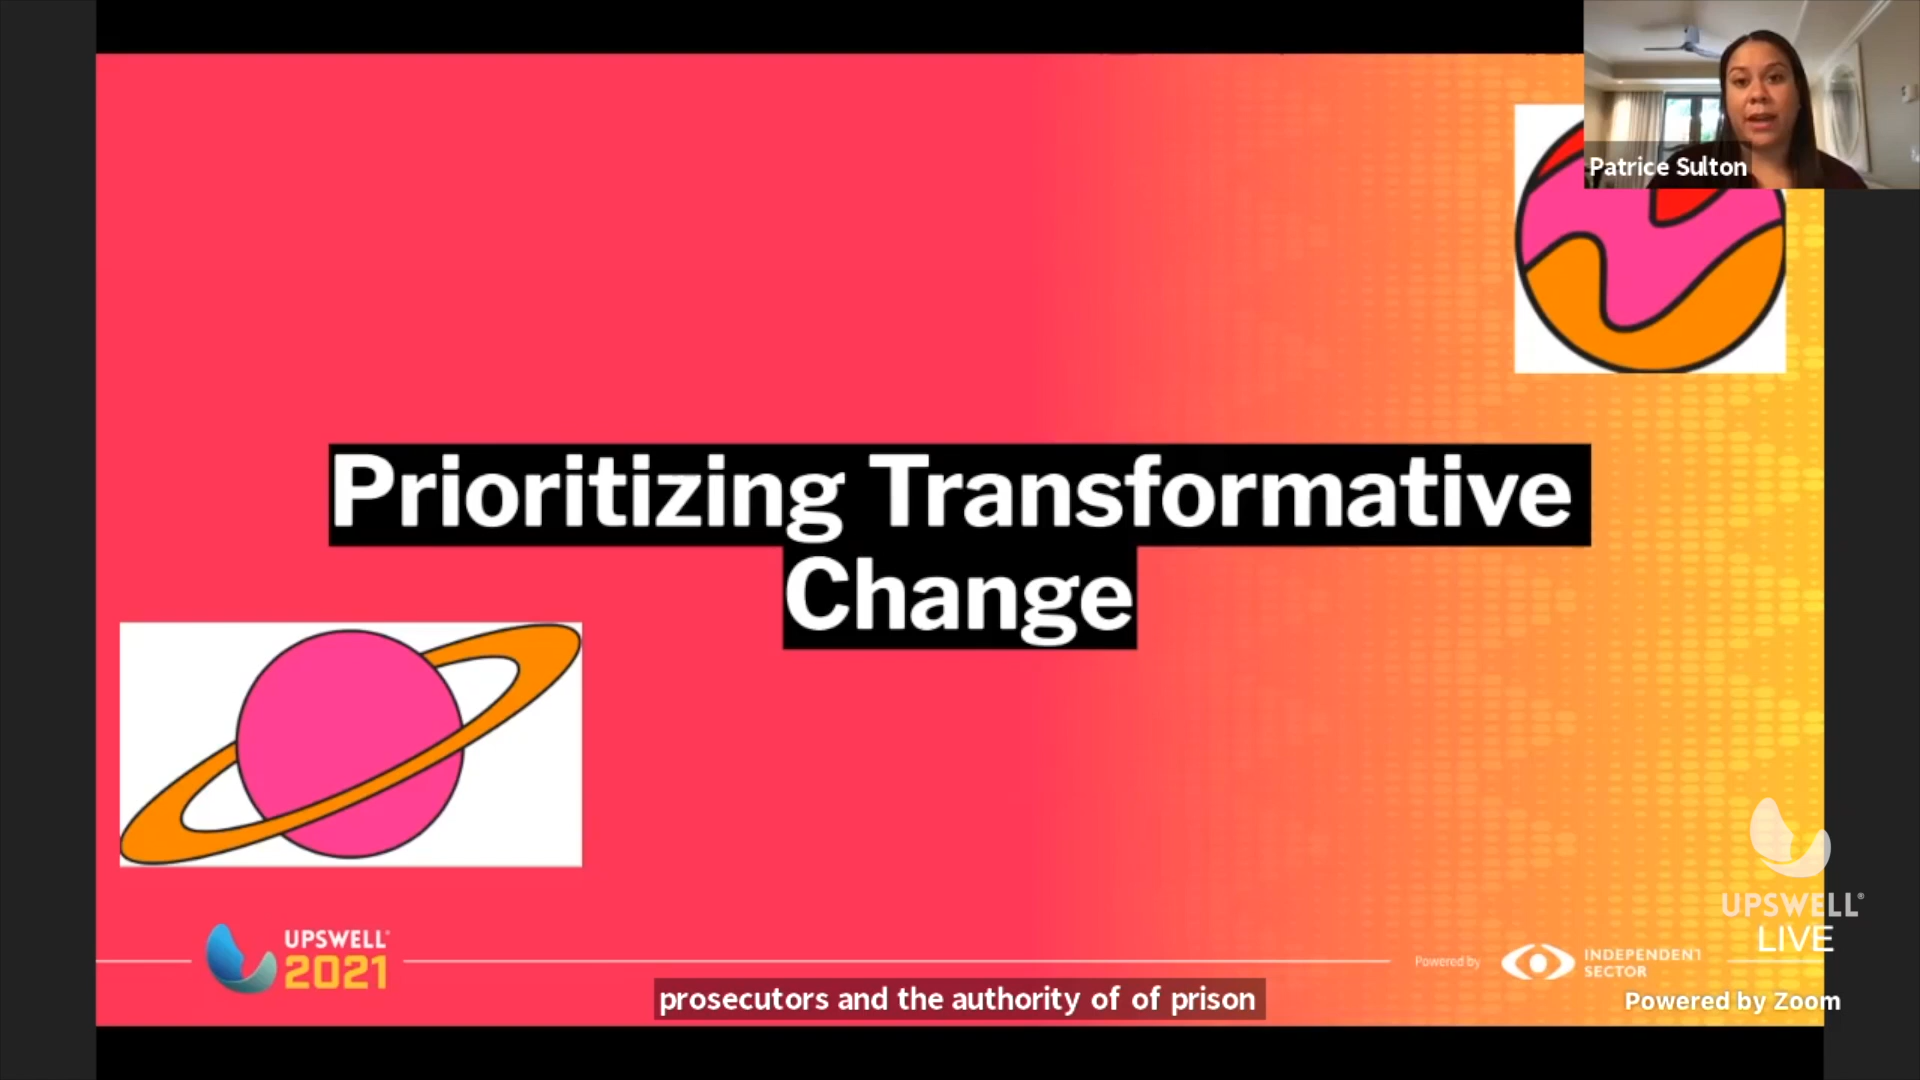 Patrice Sulton
Prioritizing Transformative
Change
UPSWELL®
LIVE
UPSWELL
2021
Powered by
INDEPENDENT
SECTOR
prosecutors and the authority of of prison
Powered by Zoom